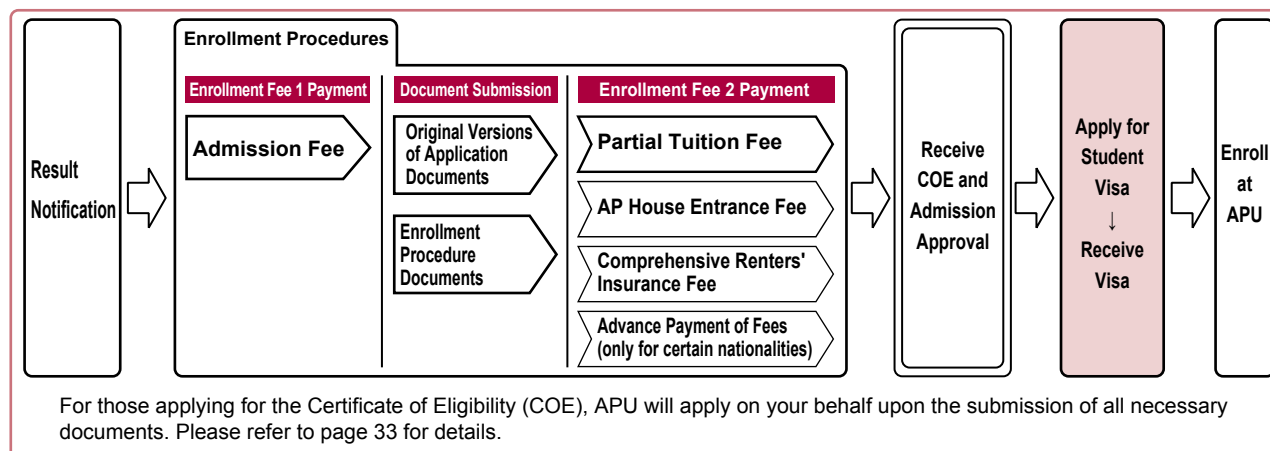 Result
Notification
Enrollment Procedures
Enrollment Fee 1 Payment
Admission Fee
Document Submission
Original Versions
of Application
Documents
Enrollment
Procedure
Documents
Enrollment Fee 2 Payment
Partial Tuition Fee
AP House Entrance Fee
Comprehensive Renters'
Insurance Fee
Advance Payment of Fees
(only for certain nationalities)
Receive
COE and
Admission
Approval
Apply for
Student
Visa
↓
Receive
Visa
Enroll
at
APU
For those applying for the Certificate of Eligibility (COE), APU will apply on your behalf upon the submission of all necessary
documents. Please refer to page 33 for details.